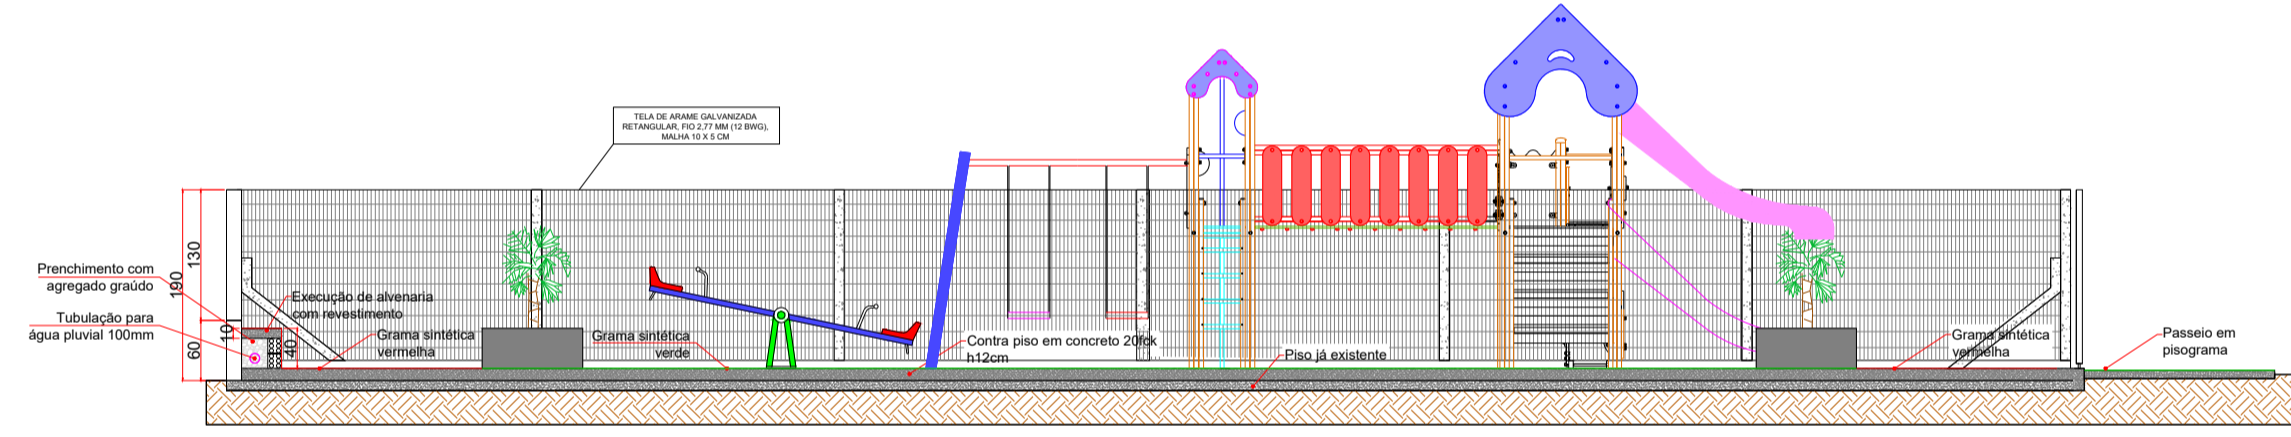 TELA DE ARAME GALVANIZADA
RETANGULAR, FIO 2,77 MM (12 BWG),
MALHA 10 X 5 CM
130
190
10
60
40
Prenchimento com
agregado graúdo
Tubulação para
água pluvial 100mm
Execução de alvenaria
com revestimento
Grama sintética
vermelha
Grama sintética
verde
Contra piso em concreto 20fck
h12cm
Piso já existente
Grama sintética
vermelha
Passeio em
pisograma